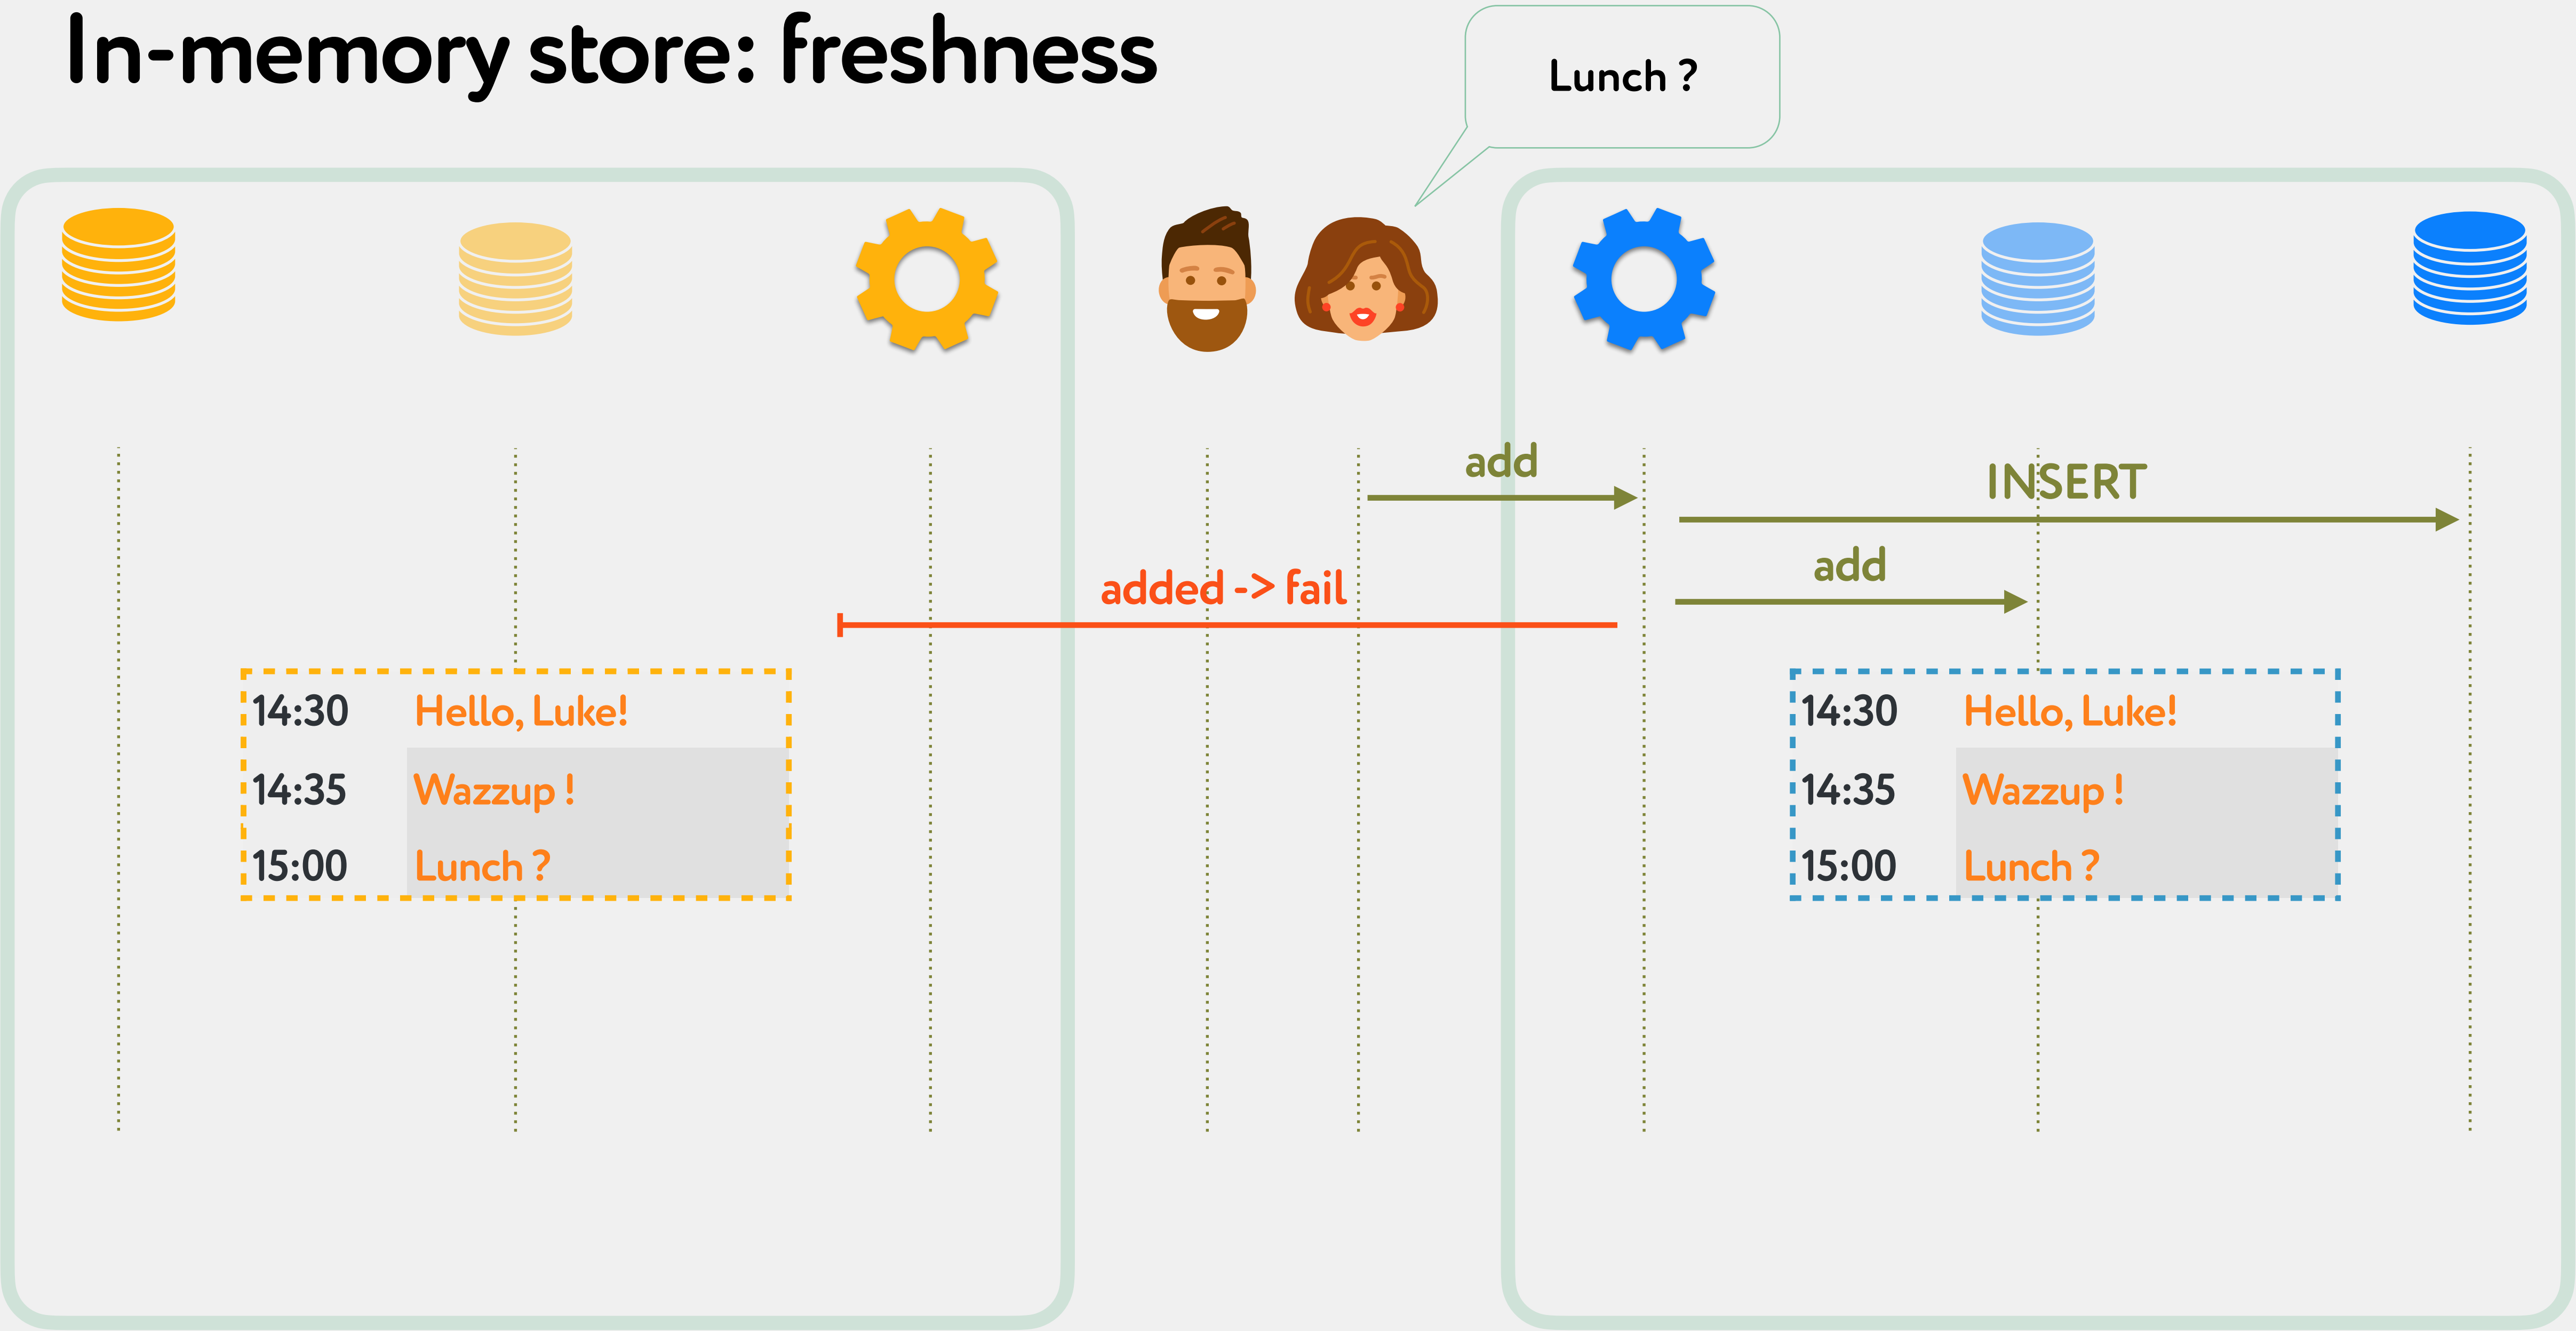 In-memory store: freshness
Lunch ?
add
INSERT
add
added -> fail
14:30 Hello, Luke!
14:35 Wazzup !
15:00 Lunch ?
14:30 Hello, Luke!
14:35 Wazzup !
15:00 Lunch ?